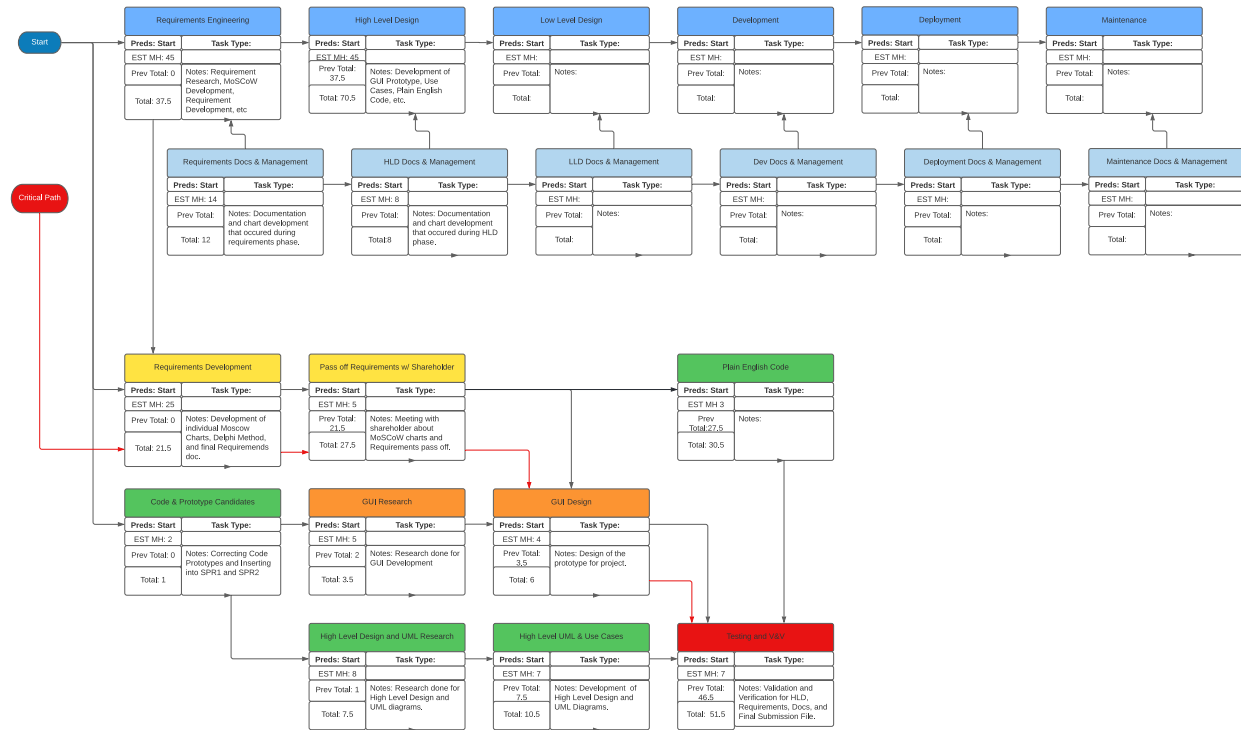 Start
Critical Path
Requirements Engineering
Preds: Start
Task Type:
EST MH: 45
Prev Total: 0
Total: 37.5
Notes: Requirement
Research, MoSCoW
Development,
Requirement
Development, etc
High Level Design
Preds: Start
Task Type:
EST MH: 45
Prev Total:
37.5
Total: 70.5
Notes: Development of
GUI Prototype, Use
Cases, Plain English
Code, etc.
Low Level Design
Preds: Start
Task Type:
EST MH:
Prev Total:
Total:
Notes:
Development
Preds: Start
Task Type:
EST MH:
Prev Total:
Total:
Notes:
Deployment
Preds: Start
Task Type:
EST MH:
Prev Total:
Total:
Notes:
Maintenance
Preds: Start
Task Type:
EST MH:
Prev Total:
Total:
Notes:
Requirements Docs & Management
Preds: Start
Task Type:
EST MH: 14
Prev Total:
Total: 12
Notes: Documentation
and chart development
that occured during
requirements phase.
HLD Docs & Management
Preds: Start
Task Type:
EST MH: 8
Prev Total:
Total:8
Notes: Documentation
and chart development
that occured during HLD
phase.
LLD Docs & Management
Preds: Start
Task Type:
EST MH:
Prev Total:
Total:
Notes:
Dev Docs & Management
Preds: Start
Task Type:
EST MH:
Prev Total:
Total:
Notes:
Deployment Docs & Management
Preds: Start
Task Type:
EST MH:
Prev Total:
Total:
Notes:
Maintenance Docs & Management
Preds: Start
Task Type:
EST MH:
Prev Total:
Total:
Notes:
Requirements Development
Preds: Start
Task Type:
EST MH: 25
Prev Total: 0
Total: 21.5
Notes: Development of
individual Moscow
Charts, Delphi Method,
and final Requiremends
doc.
Pass off Requirements w/ Shareholder
Preds: Start
Task Type:
EST MH: 5
Prev Total:
21.5
Total: 27.5
Notes: Meeting with
shareholder about
MoSCoW charts and
Requirements pass off.
Plain English Code
Preds: Start
Task Type:
EST MH 3
Prev
Total:27.5
Total: 30.5
Notes:
Code & Prototype Candidates
Preds: Start
Task Type:
EST MH: 2
Prev Total: 0
Total: 1
Notes: Correcting Code
Prototypes and Inserting
into SPR1 and SPR2
GUI Research
Preds: Start
Task Type:
EST MH: 5
Prev Total: 2
Total: 3.5
Notes: Research done for
GUI Development
GUI Design
Preds: Start
Task Type:
EST MH: 4
Prev Total:
3.5
Total: 6
Notes: Design of the
prototype for project.
High Level Design and UML Research
Preds: Start
Task Type:
EST MH: 8
Prev Total: 1
Total: 7.5
Notes: Research done for
High Level Design and
UML diagrams.
High Level UML & Use Cases
Preds: Start
Task Type:
EST MH: 7
Prev Total:
7.5
Total: 10.5
Notes: Development of
High Level Design and
UML Diagrams.
Testing and V&V
Preds: Start
Task Type:
EST MH: 7
Prev Total:
46.5
Total: 51.5
Notes: Validation and
Verification for HLD,
Requirements, Docs, and
Final Submission File.